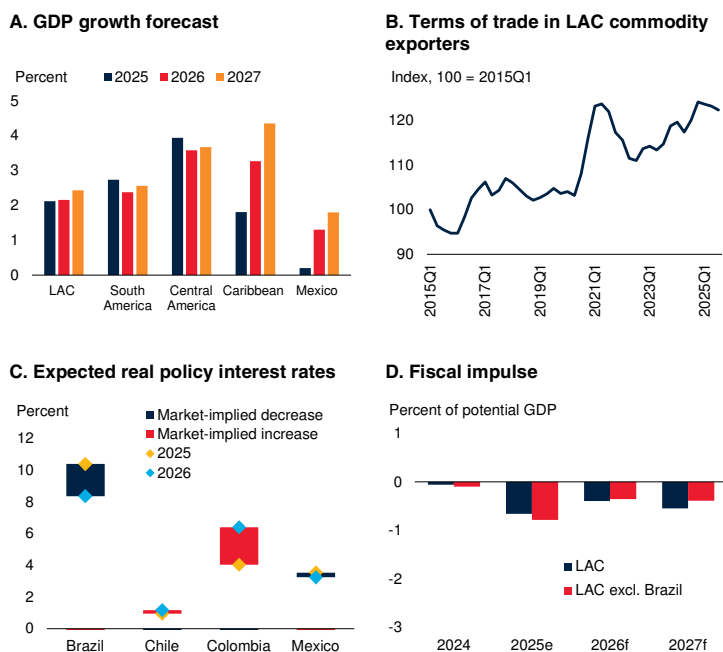 A. GDP growth forecast
Percent
2025 2026 2027
5
4
3
2
1
0
LAC South America Central America Caribbean Mexico
B. Terms of trade in LAC commodity
exporters
Index, 100 = 2015Q1
120
110
100
90
2015Q1 2017Q1 2019Q1 2021Q1 2023Q1 2025Q1
C. Expected real policy interest rates
Percent
Market-implied decrease
Market-implied increase
2025
2026
12
10
8
6
4
2
0
Brazil Chile Colombia Mexico
D. Fiscal impulse
Percent of potential GDP
1
0
-1
-2
-3
LAC
LAC excl. Brazil
2024 2025e 2026f 2027f